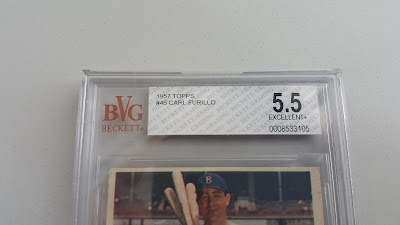 BVG
BECKETT
1957 TOPPS
#45 CARL FURILLO
5.5
EXCELLENT+
0008533105
B